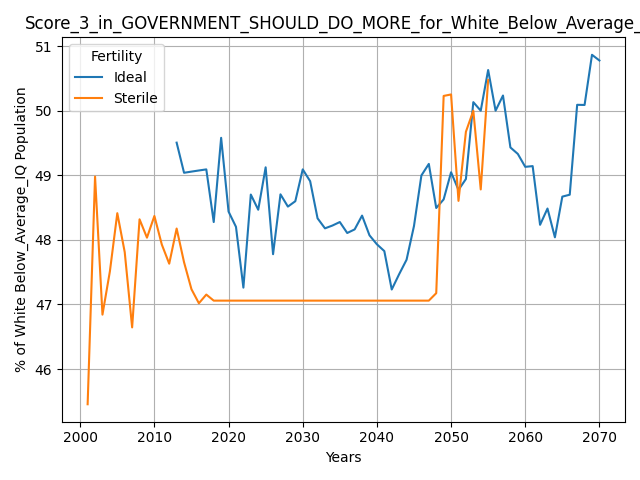 Score_3_in_GOVERNMENT_SHOULD_DO_MORE_for_White_Below_Average_
51
50
49
48
47
46
% of White Below_Average_IQ Population
Fertility
Ideal
Sterile
2000 2010 2020 2030 2040 2050 2060 2070
Years